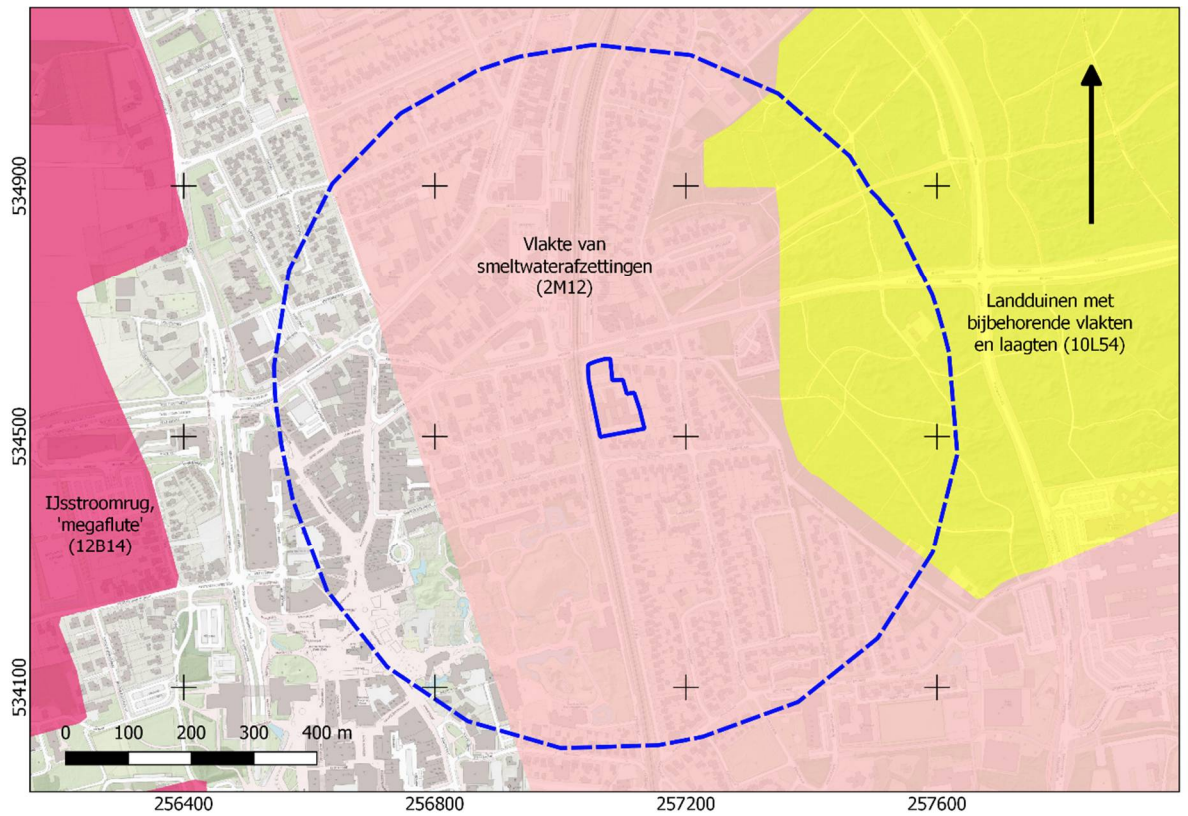 Vlakte van
smeltwaterafzettingen
(2M12)
Landduinen met
bijbehorende vlakten
en laagten (10L54)
IJsstroomrug,
'megaflute'
(12B14)
534900
534500
534100
0 100 200 300 400 m
256400 256800 257200 257600